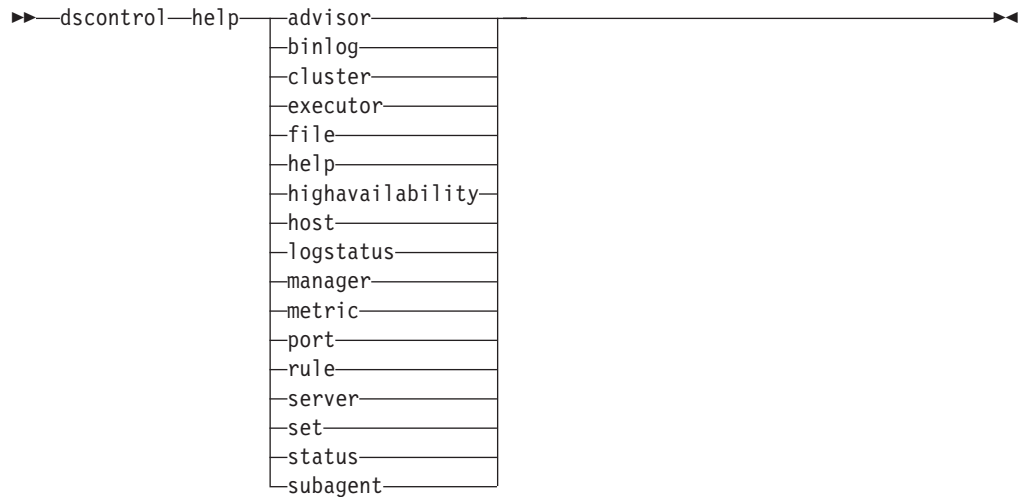 dscontrol help advisor
binlog
cluster
executor
file
help
highavailability
host
logstatus
manager
metric
port
rule
server
set
status
subagent